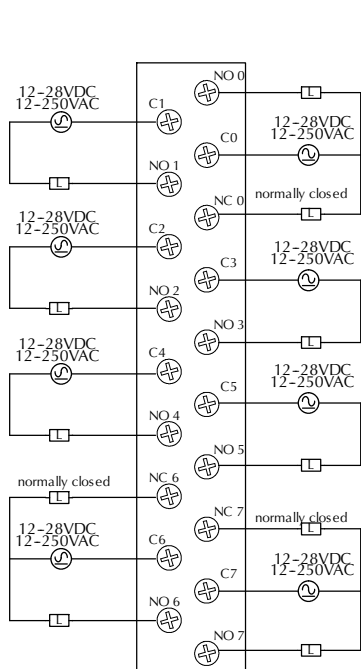 NO 0
L
12-28VDC
12-250VAC
C1
12-28VDC
12-250VAC
C0
NO 1
L
normally closed
NC 0
L
12-28VDC
12-250VAC
C2
12-28VDC
12-250VAC
C3
NO 2
L
NO 3
L
12-28VDC
12-250VAC
C4
12-28VDC
12-250VAC
C5
NO 4
L
NO 5
L
normally closed
NC 6
L
NC 7
normally closed
L
12-28VDC
12-250VAC
C6
12-28VDC
12-250VAC
C7
NO 6
L
NO 7
L